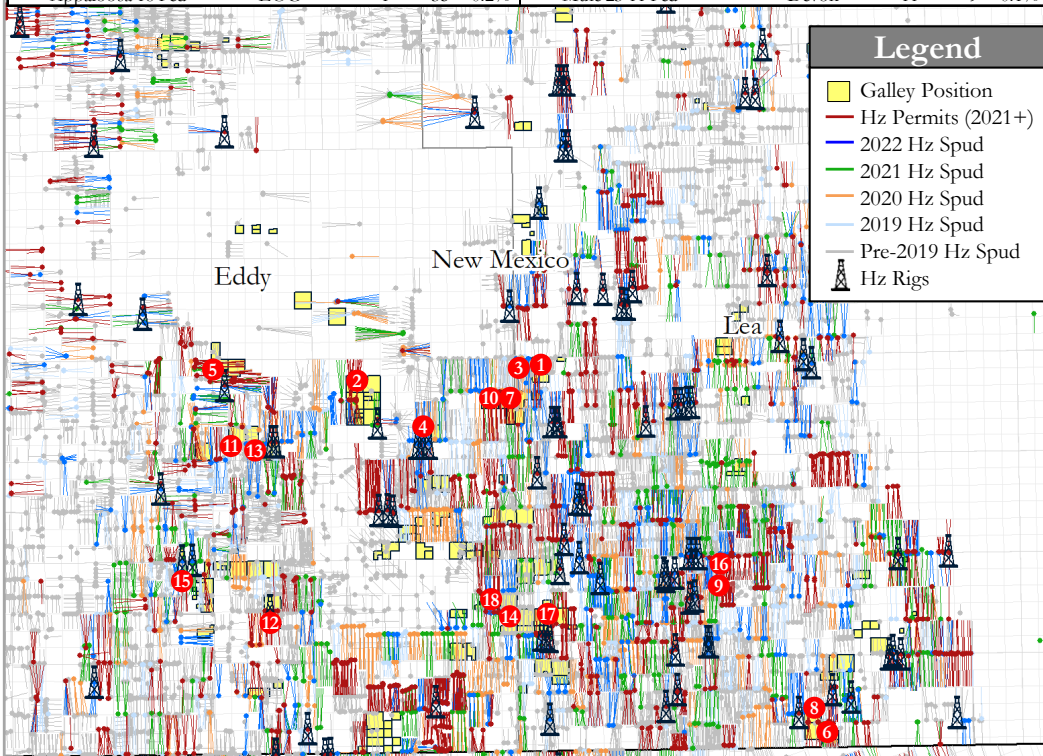 Legend
Galley Position
Hz Permits (2021+)
2022 Hz Spud
2021 Hz Spud
2020 Hz Spud
2019 Hz Spud
Pre-2019 Hz Spud
Hz Rigs
New Mexico
Eddy
Lea
3 1
5
2
10 7
4
11 13
16
15
9
18
14 17
12
8
6